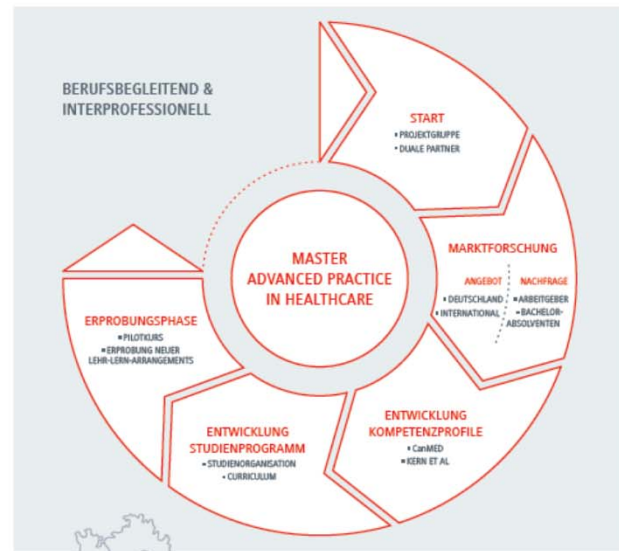 BERUFSBEGLEITEND &
INTERPROFESSIONELL
START
▪ PROJEKTGRUPPE
▪ DUALE PARTNER
MARKTFORSCHUNG
ANGEBOT
▪ DEUTSCHLAND
▪ INTERNATIONAL
NACHFRAGE
▪ ARBEITGEBER
▪ BACHELOR-
ABSOLVENTEN
ENTWICKLUNG
KOMPETENZPROFILE
▪ CanMED
▪ KERN ET AL
ENTWICKLUNG
STUDIENPROGRAMM
▪ STUDIENORGANISATION
▪ CURRICULUM
ERPROBUNGSPHASE
▪ PILOTKURS
▪ ERPROBUNG NEUER
LEHR-LERN-ARRANGEMENTS
MASTER
ADVANCED PRACTICE
IN HEALTHCARE